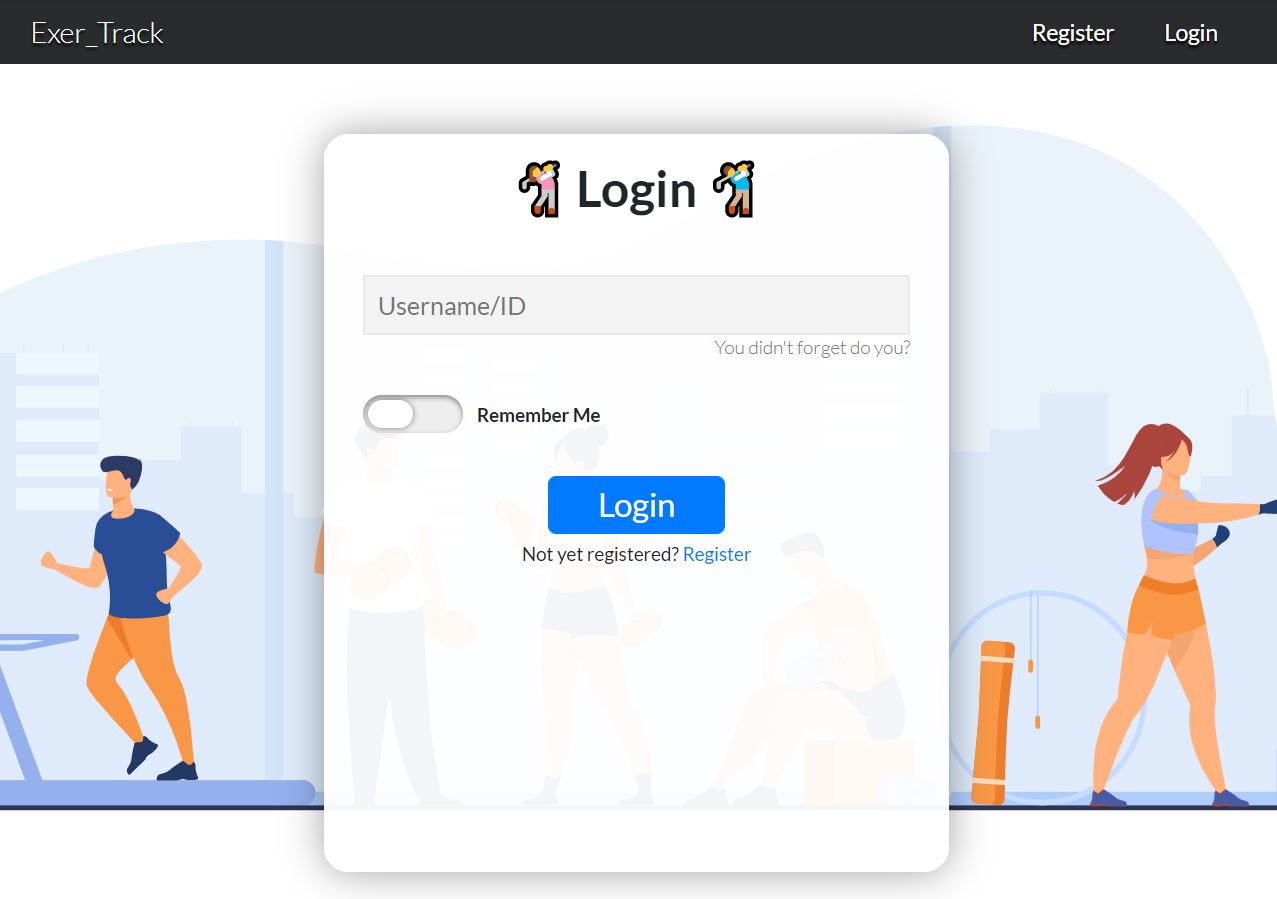 Exer_Track Register Login
Login
Username/ID
You didn't forget do you?
Remember Me
Login
Not yet registered? Register